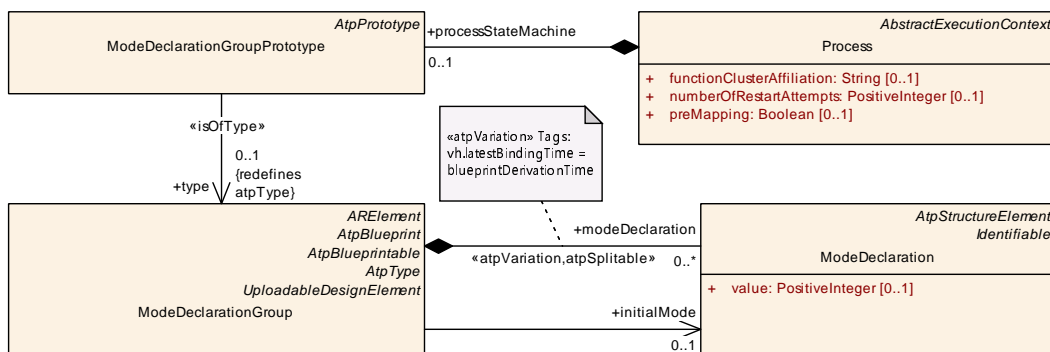 AtpPrototype
ModeDeclarationGroupPrototype
+processStateMachine
0..1
AbstractExecutionContext
Process
+ functionClusterAffiliation: String [0..1]
+ numberOfRestartAttempts: PositiveInteger [0..1]
+ preMapping: Boolean [0..1]
«isOfType»
0..1
{redefines
atpType}
+type
«atpVariation» Tags:
vh.latestBindingTime =
blueprintDerivationTime
ARElement
AtpBlueprint
AtpBlueprintable
AtpType
UploadableDesignElement
ModeDeclarationGroup
+modeDeclaration
«atpVariation,atpSplitable»
0..*
+initialMode
0..1
AtpStructureElement
Identifiable
ModeDeclaration
+ value: PositiveInteger [0..1]